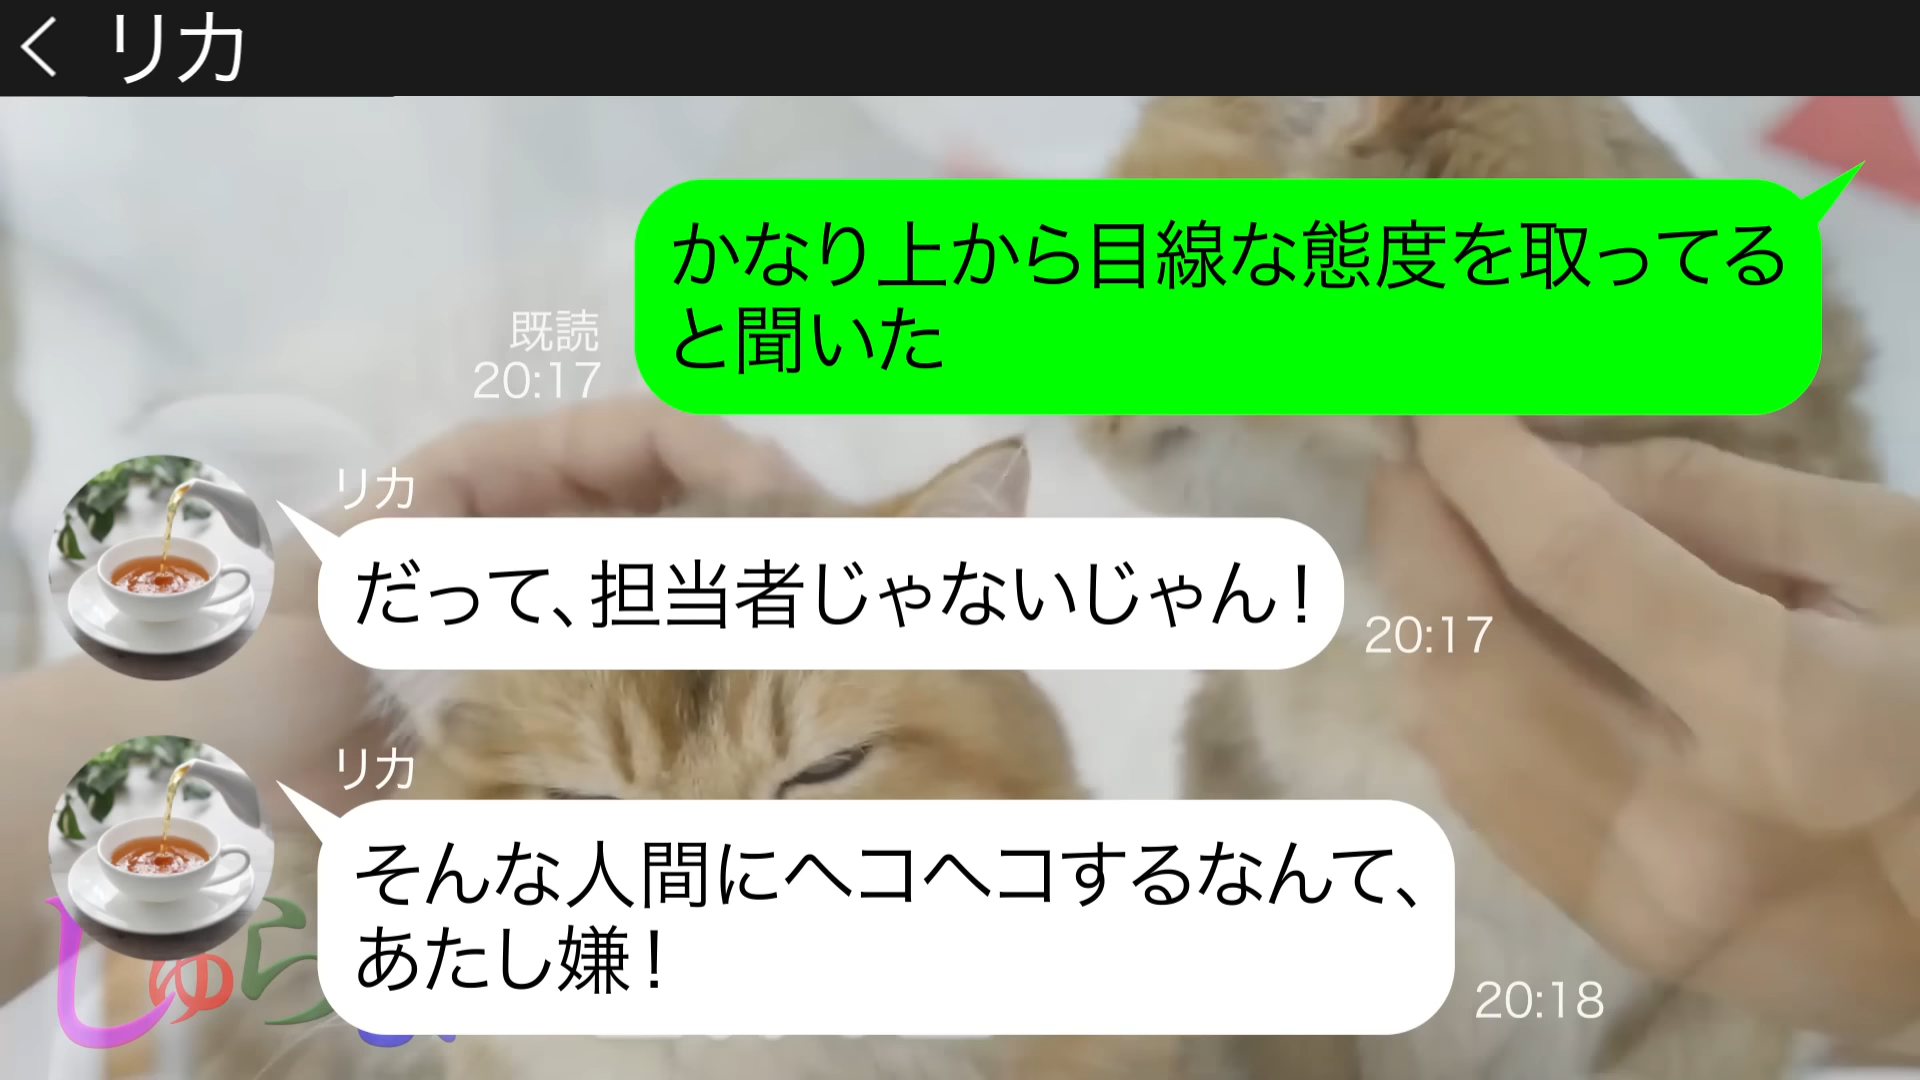 リカ
かなり上から目線な態度を取ってる
と聞いた
既読
20:17
リカ
だって、担当者じゃないじゃん！
20:17
リカ
そんな人間にヘコヘコするなんて、
あたし嫌！
20:18
しゅら